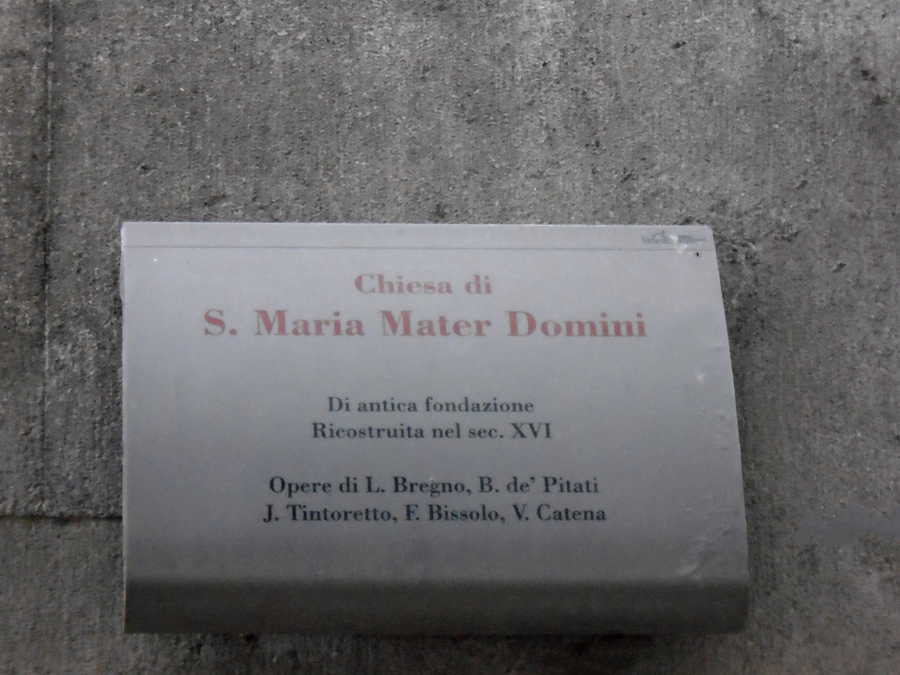 Chiesa di
S. Maria Mater Domini
Di antica fondazione
Ricostruita nel sec. XVI
Opere di L. Bregno, B. de’ Pitati
J. Tintoretto, F. Bissolo, V. Catena